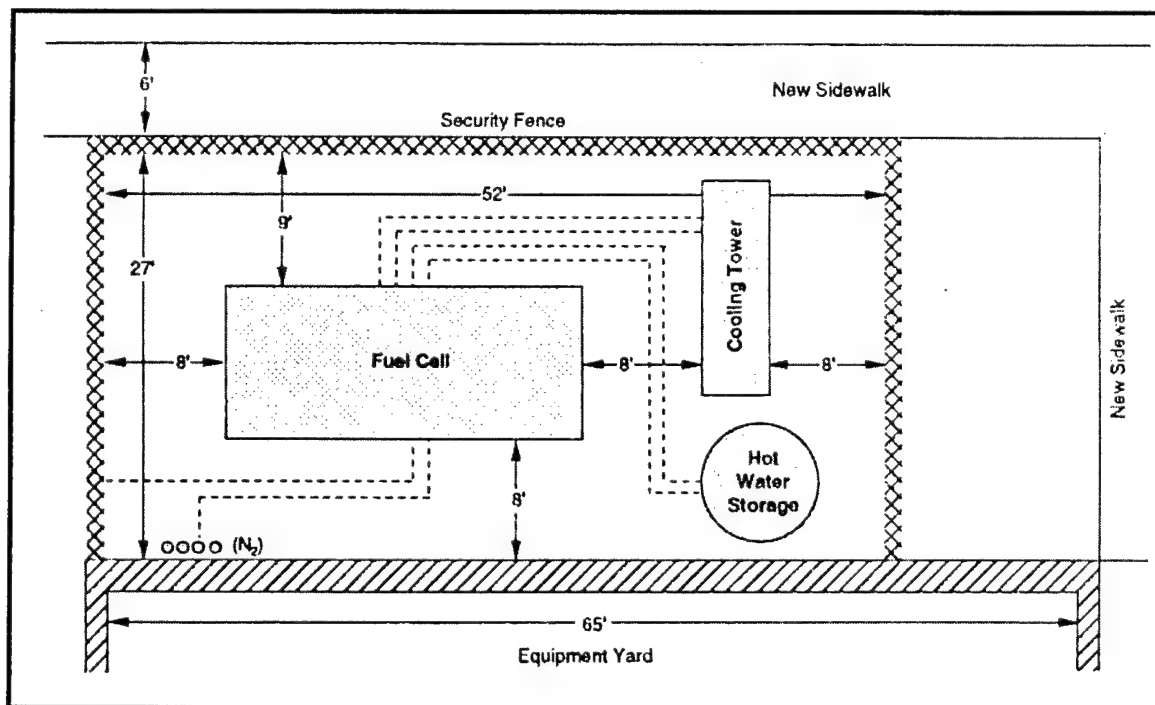 6'
New Sidewalk
Security Fence
52'
9'
27'
Cooling Tower
Fuel Cell
8'
8'
8'
New Sidewalk
Hot
Water
Storage
8'
(N₂)
65'
Equipment Yard